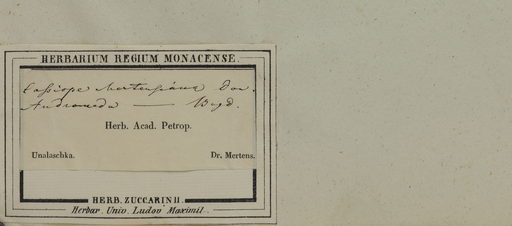 HERBARIUM REGIUM MONACENSE.
Cassiope Mertensiana Don.
Andromeda — Bngd.
Herb. Acad. Petrop.
Unalaschka. Dr. Mertens.
HERB. ZUCCARINII.
Herbar. Univ. Ludov. Maximil.